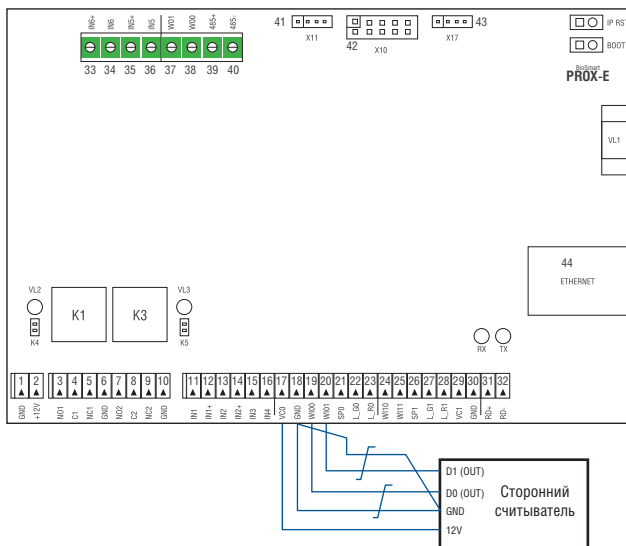 IN6+ IN6 IN5+ IN5 WO1 WO0 485+ 485-
33 34 35 36 37 38 39 40
41 X11
42 X10
43 X17
IP RST
BOOT
BioSmart
PROX-E
VL1
44
ETHERNET
VL2 K4
K1
K3
VL3 K5
RX TX
1 2 3 4 5 6 7 8 9 10 11 12 13 14 15 16 17 18 19 20 21 22 23 24 25 26 27 28 29 30 31 32
GND +12V NO1 C1 NC1 GND NO2 C2 NC2 GND IN1 IN1+ IN2 IN2+ IN3 IN4 VC0 GND WI00 WI01 SP0 L_G0 L_R0 WI10 WI11 SP1 L_G1 L_R1 VC1 GND RD+ RD-
D1 (OUT)
D0 (OUT)
GND
12V
Сторонний
считыватель